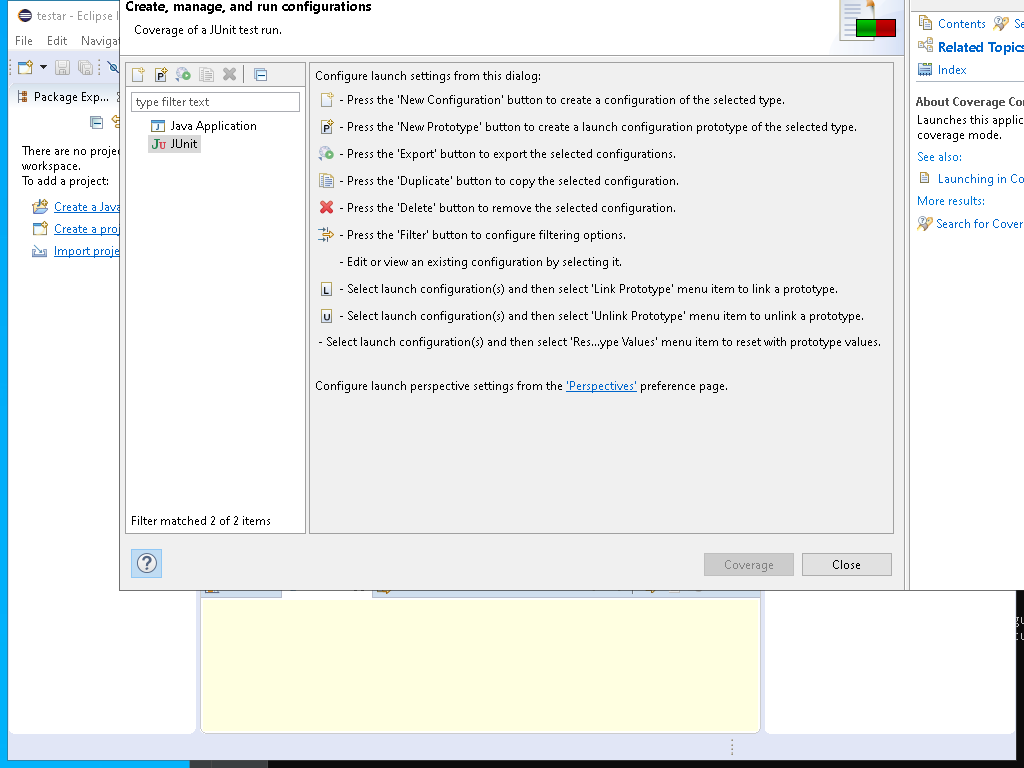 testar - Eclipse
Create, manage, and run configurations
Coverage of a JUnit test run.
File Edit
Package Exp...
There are no
workspace.
To add a project:
Create a Java
Create a
Import
type filter text
Java Application
JUnit
Filter matched 2 of 2 items
Configure launch settings from this dialog:
- Press the 'New Configuration' button to create a configuration of the selected type.
- Press the 'New Prototype' button to create a launch configuration prototype of the selected type.
- Press the 'Export' button to export the selected configurations.
- Press the 'Duplicate' button to copy the selected configuration.
- Press the 'Delete' button to remove the selected configuration.
- Press the 'Filter' button to configure filtering options.
- Edit or view an existing configuration by selecting it.
- Select launch configuration(s) and then select 'Link Prototype' menu item to link a prototype.
- Select launch configuration(s) and then select 'Unlink Prototype' menu item to unlink a prototype.
- Select launch configuration(s) and then select 'Res...ype Values' menu item to reset with prototype values.
Configure launch perspective settings from the 'Perspectives' preference page.
Coverage
Close
Contents
Related Topics
Index
About Coverage
Launches this
coverage mode.
See also:
Launching in
More results:
Search for